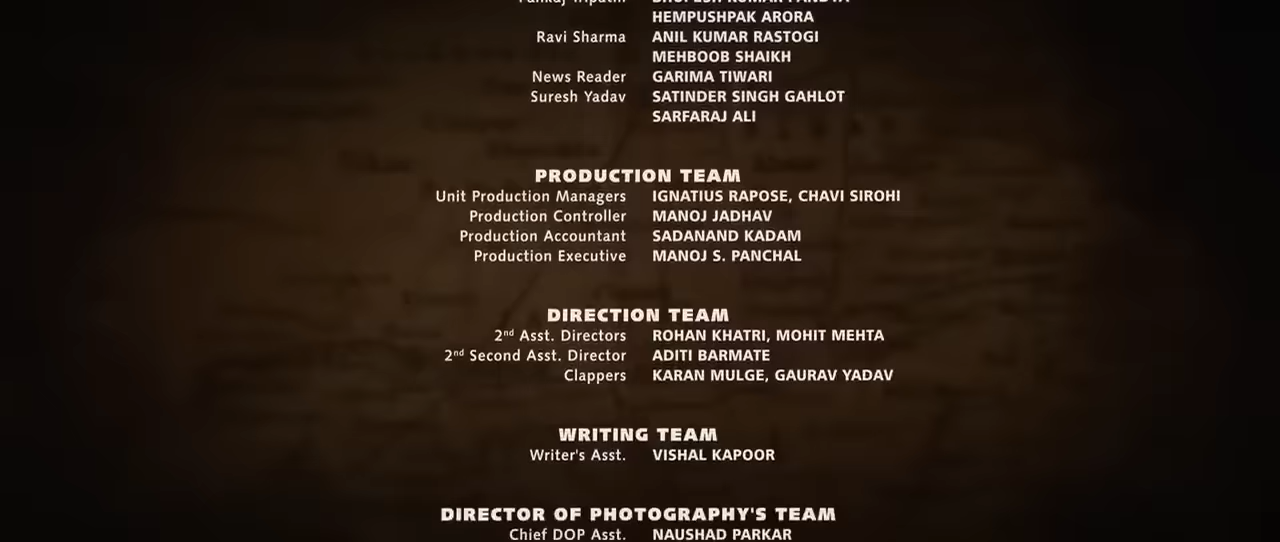 HEMPUSHPAK ARORA
Ravi Sharma ANIL KUMAR RASTOGI
MEHBOOB SHAIKH
News Reader GARIMA TIWARI
Suresh Yadav SATINDER SINGH GAHLOT
SARFARAJ ALI
PRODUCTION TEAM
Unit Production Managers IGNATIUS RAPOSE, CHAVI SIROHI
Production Controller MANOJ JADHAV
Production Accountant SADANAND KADAM
Production Executive MANOJ S. PANCHAL
DIRECTION TEAM
2nd Asst. Directors ROHAN KHATRI, MOHIT MEHTA
2nd Second Asst. Director ADITI BARMATE
Clappers KARAN MULGE, GAURAV YADAV
WRITING TEAM
Writer's Asst. VISHAL KAPOOR
DIRECTOR OF PHOTOGRAPHY'S TEAM
Chief DOP Asst. NAUSHAD PARKAR